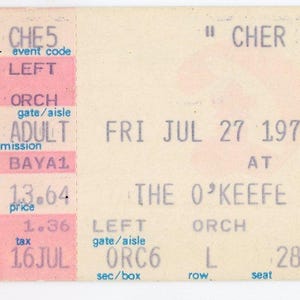 CHE5 " CHER
event code
LEFT
ORCH
gate/aisle
ADULT FRI JUL 27 197
mission
BAYA1 AT
13.64 THE O'KEEFE
price
1.36 LEFT ORCH
tax gate/aisle
16JUL ORC6 L 28
sec/box row seat